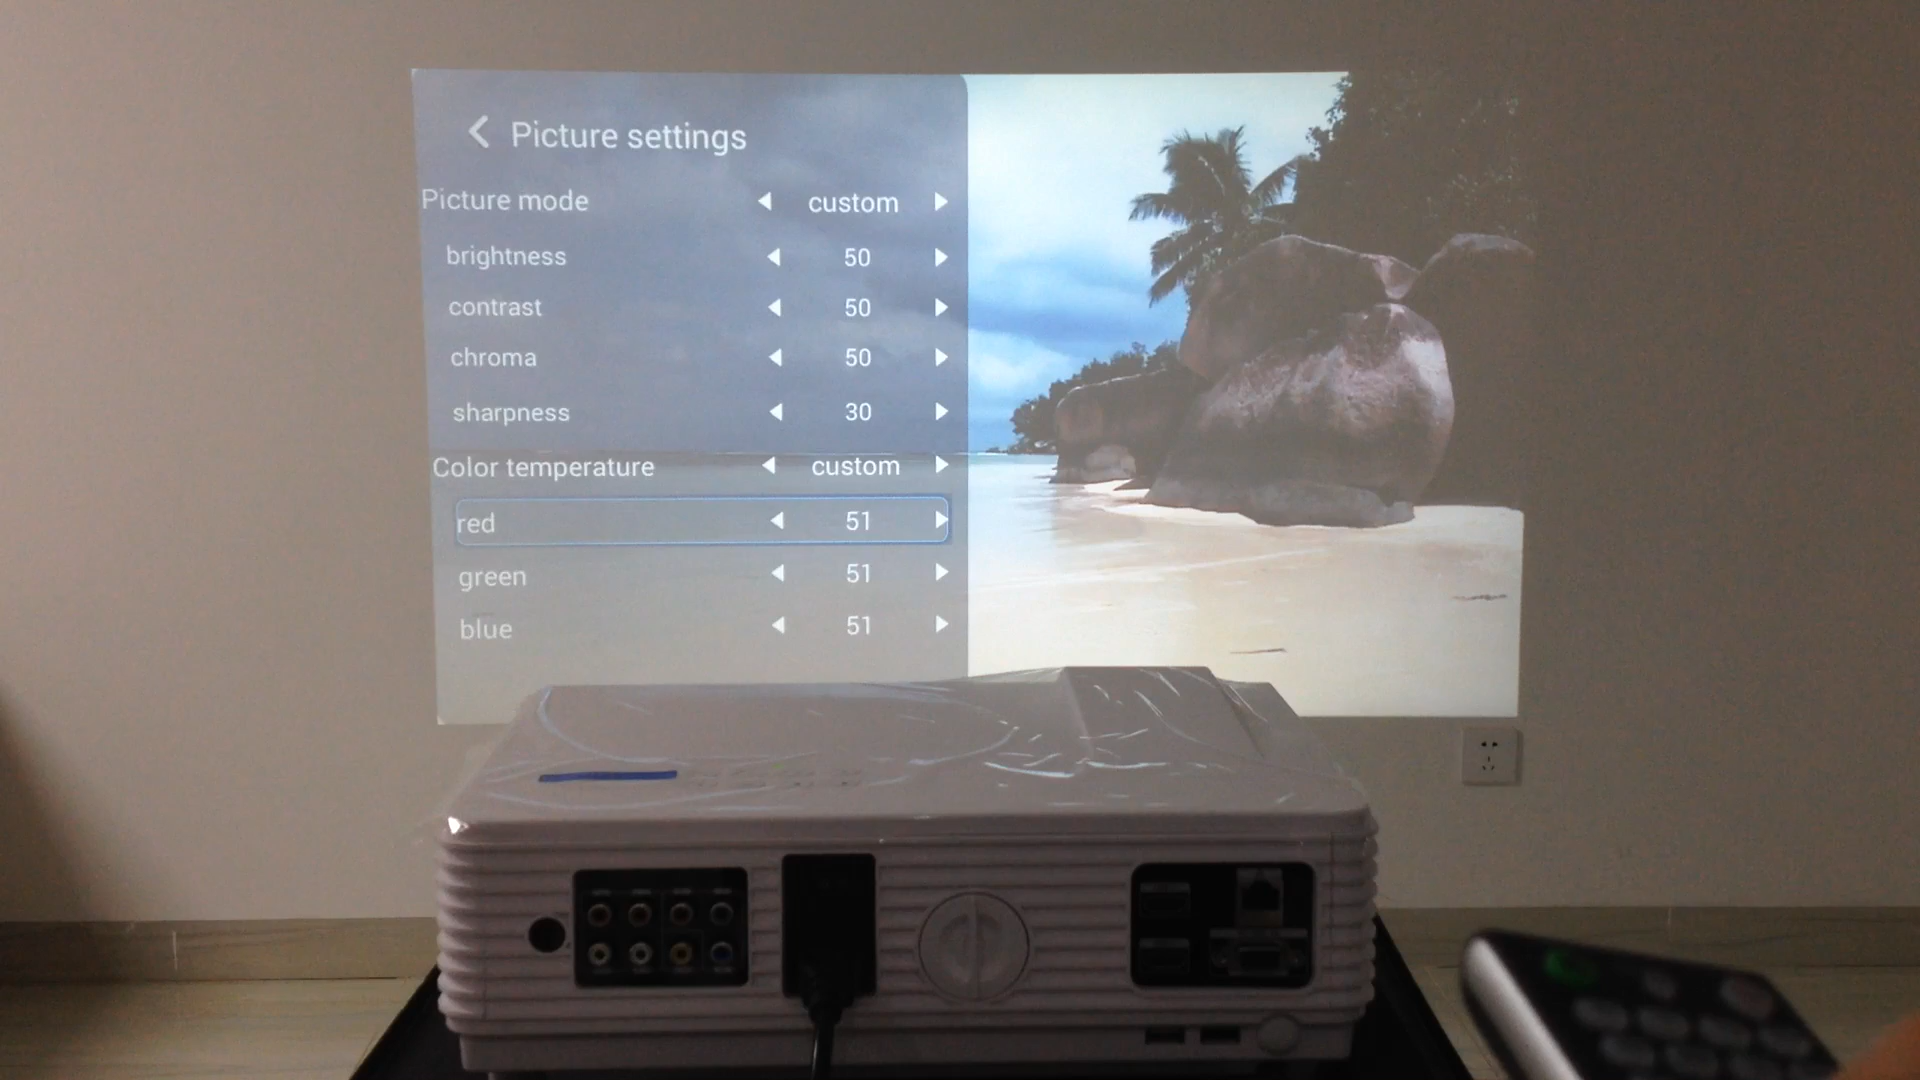 Picture settings
Picture mode custom
brightness 50
contrast 50
chroma 50
sharpness 30
Color temperature custom
red 51
green 51
blue 51